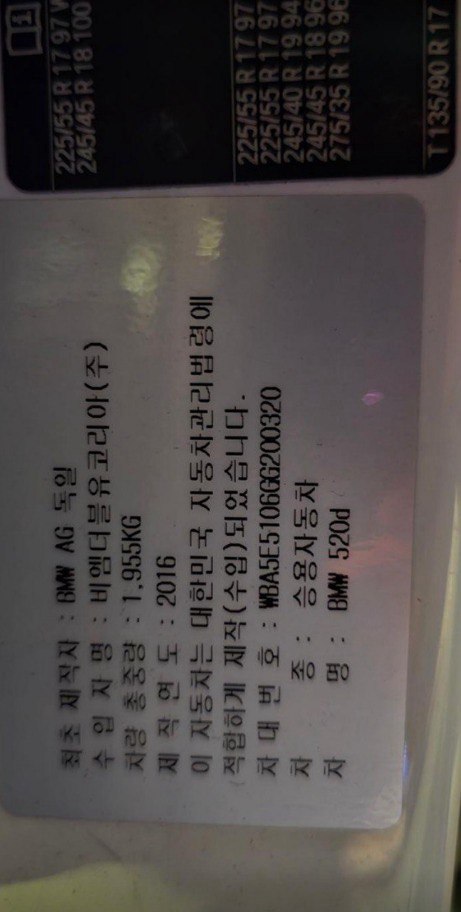 225/55 R 17 97 W
245/45 R 18 100
225/55 R 17 97
225/55 R 17 97
245/40 R 19 94
245/45 R 18 96
275/35 R 19 96
T 135/90 R 17
최초 제작자 : BMW AG 독일
수 입 자 명 : 비엠더블유코리아(주)
차량 총중량 : 1,955KG
제 작 연 도 : 2016
이 자동차는 대한민국 자동차관리법령에
적합하게 제작(수입)되었습니다.
차 대 번 호 : WBA5E5106GG200320
차 종 : 승용자동차
차 명 : BMW 520d